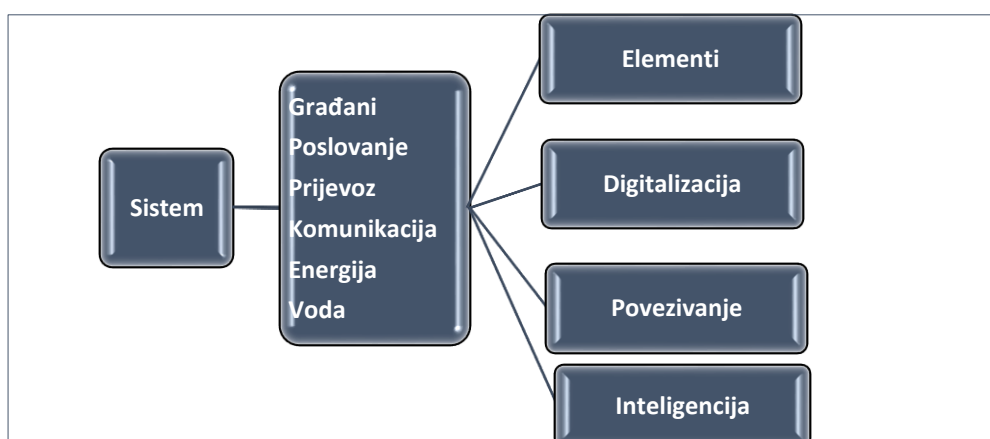 Sistem
Građani
Poslovanje
Prijevoz
Komunikacija
Energija
Voda
Elementi
Digitalizacija
Povezivanje
Inteligencija